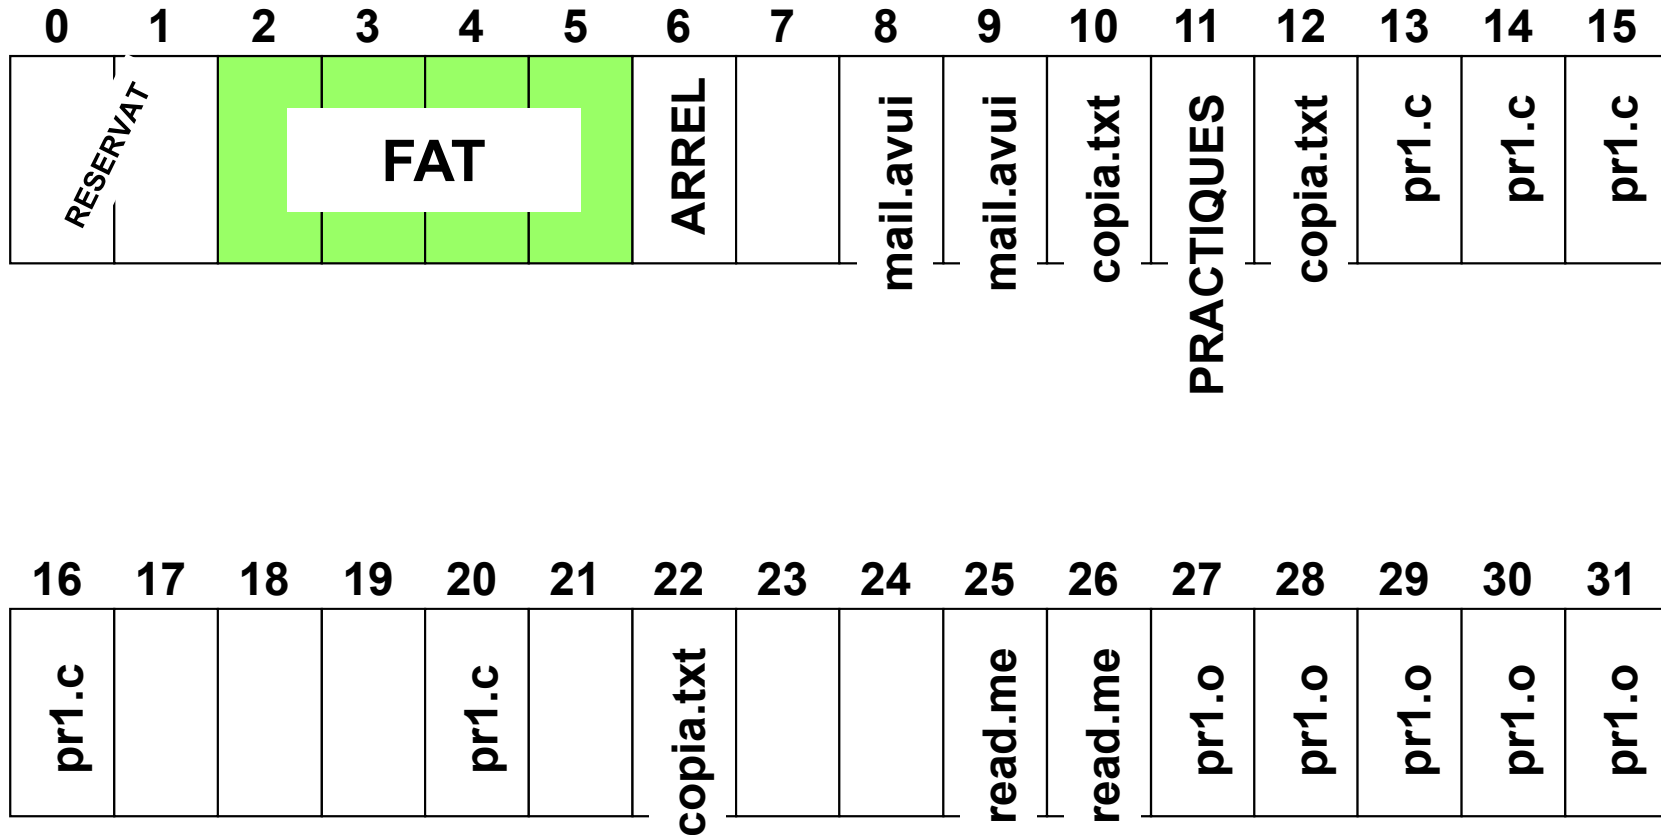 0 1 2 3 4 5 6 7 8 9 10 11 12 13 14 15
RESERVAT FAT ARREL mail.avui mail.avui copia.txt PRACTIQUES copia.txt pr1.c pr1.c pr1.c
16 17 18 19 20 21 22 23 24 25 26 27 28 29 30 31
pr1.c pr1.c copia.txt read.me read.me pr1.o pr1.o pr1.o pr1.o pr1.o